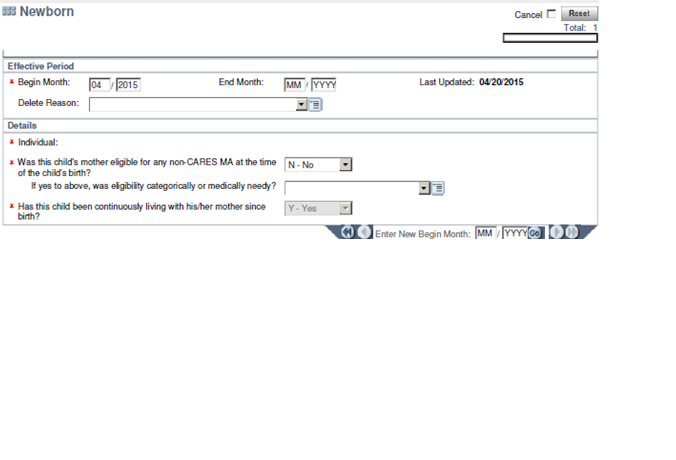 Newborn
Cancel Reset
Total: 1
Effective Period
x Begin Month: 04 / 2015 End Month: MM / YYYY Last Updated: 04/20/2015
Delete Reason:
Details
x Individual:
x Was this child's mother eligible for any non-CARES MA at the time N - No
of the child's birth?
If yes to above, was eligibility categorically or medically needy?
x Has this child been continuously living with his/her mother since Y - Yes
birth?
Enter New Begin Month: MM / YYYY Go